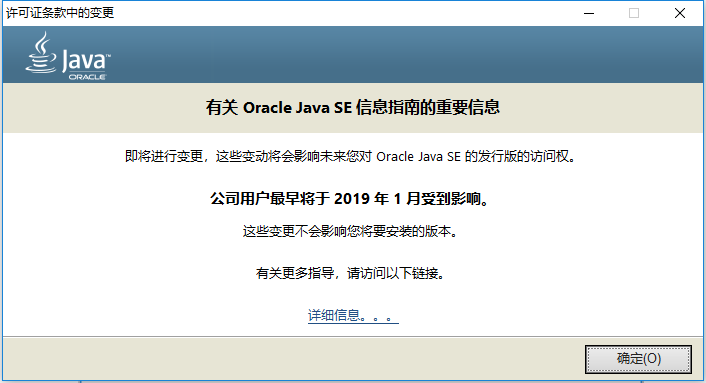 许可证条款中的变更
Java™
ORACLE
有关 Oracle Java SE 信息指南的重要信息
即将进行变更，这些变动将会影响未来您对 Oracle Java SE 的发行版的访问权。
公司用户最早将于 2019 年 1 月受到影响。
这些变更不会影响您将要安装的版本。
有关更多指导，请访问以下链接。
详细信息。。。
确定(O)